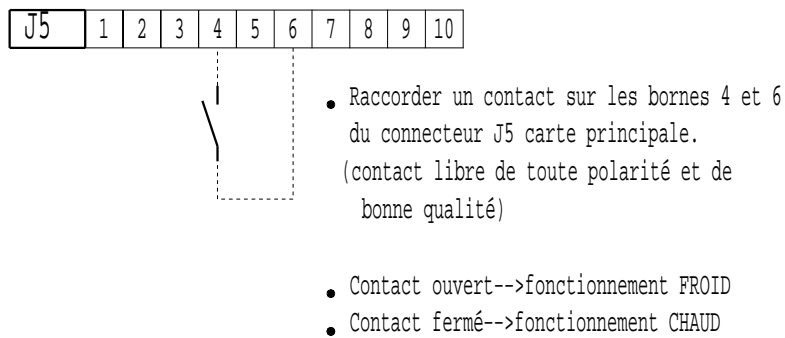 J5 1 2 3 4 5 6 7 8 9 10
• Raccorder un contact sur les bornes 4 et 6
du connecteur J5 carte principale.
(contact libre de toute polarité et de
bonne qualité)
• Contact ouvert-->fonctionnement FROID
• Contact fermé-->fonctionnement CHAUD